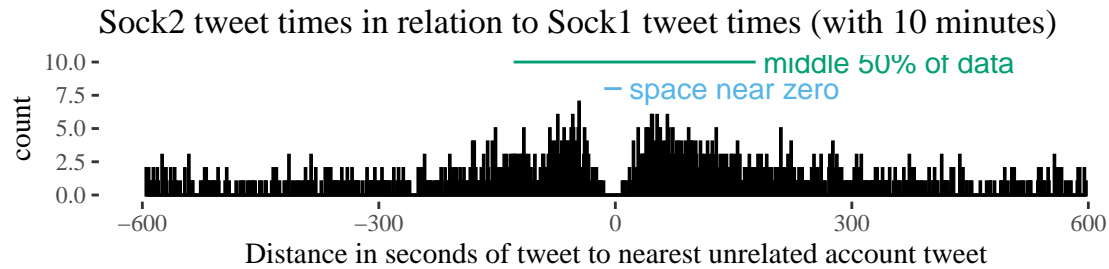 Sock2 tweet times in relation to Sock1 tweet times (with 10 minutes)
10.0
middle 50% of data
7.5
space near zero
5.0
2.5
0.0
count
−600
−300
0
300
600
Distance in seconds of tweet to nearest unrelated account tweet